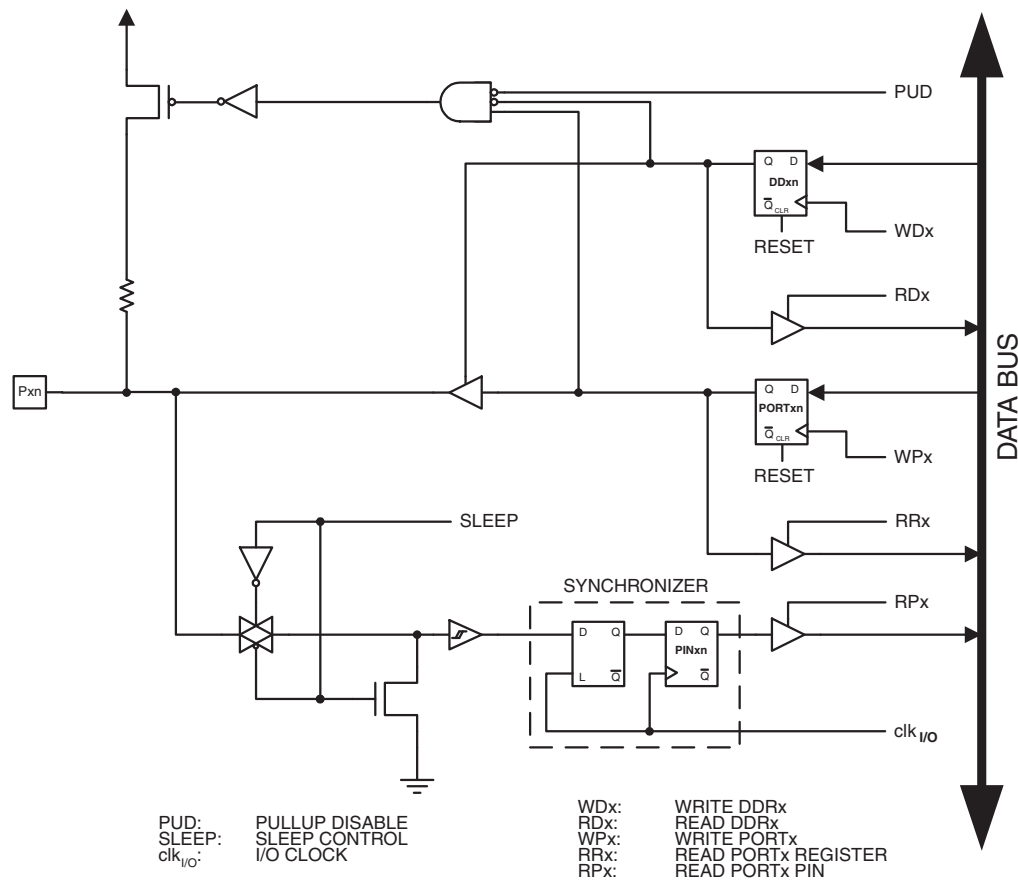 PUD
Q D
DDxn
Q CLR
WDx
RESET
RDx
Pxn
Q D
PORTxn
Q CLR
WPx
RESET
DATA BUS
SLEEP
RRx
SYNCHRONIZER
RPx
D Q
L Q
D Q
PINxn
Q
clk I/O
PUD: PULLUP DISABLE
SLEEP: SLEEP CONTROL
clk I/O: I/O CLOCK
WDx: WRITE DDRx
RDx: READ DDRx
WPx: WRITE PORTx
RRx: READ PORTx REGISTER
RPx: READ PORTx PIN